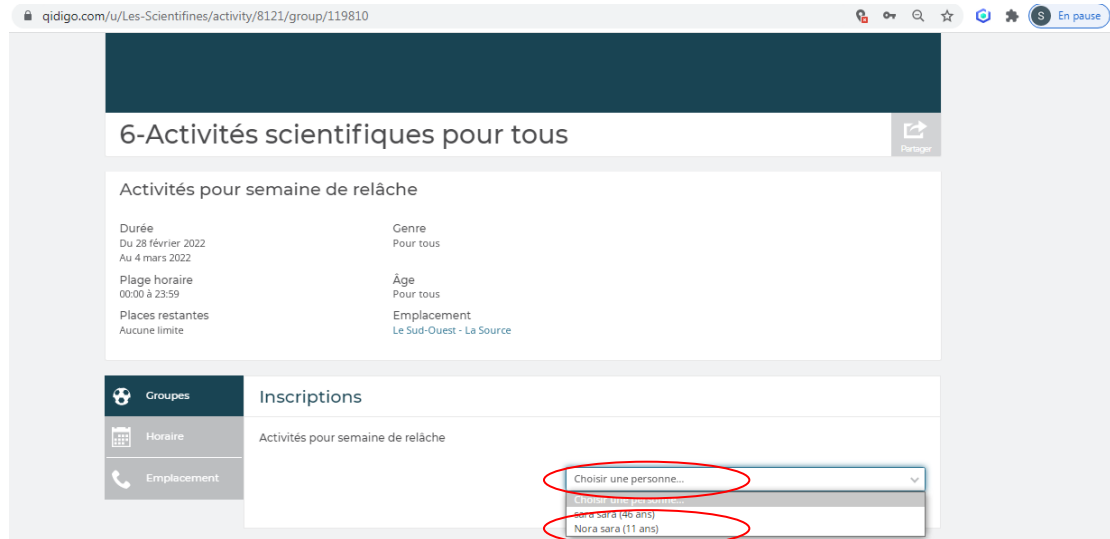 qidigo.com/u/Les-Scientifines/activity/8121/group/119810
S
En pause
6-Activités scientifiques pour tous
Partager
Activités pour semaine de relâche
Durée
Du 28 février 2022
Au 4 mars 2022
Genre
Pour tous
Plage horaire
00:00 à 23:59
Âge
Pour tous
Places restantes
Aucune limite
Emplacement
Le Sud-Ouest - La Source
Groupes
Horaire
Emplacement
Inscriptions
Activités pour semaine de relâche
Choisir une personne...
Choisir une personne...
sara sara (46 ans)
Nora sara (11 ans)